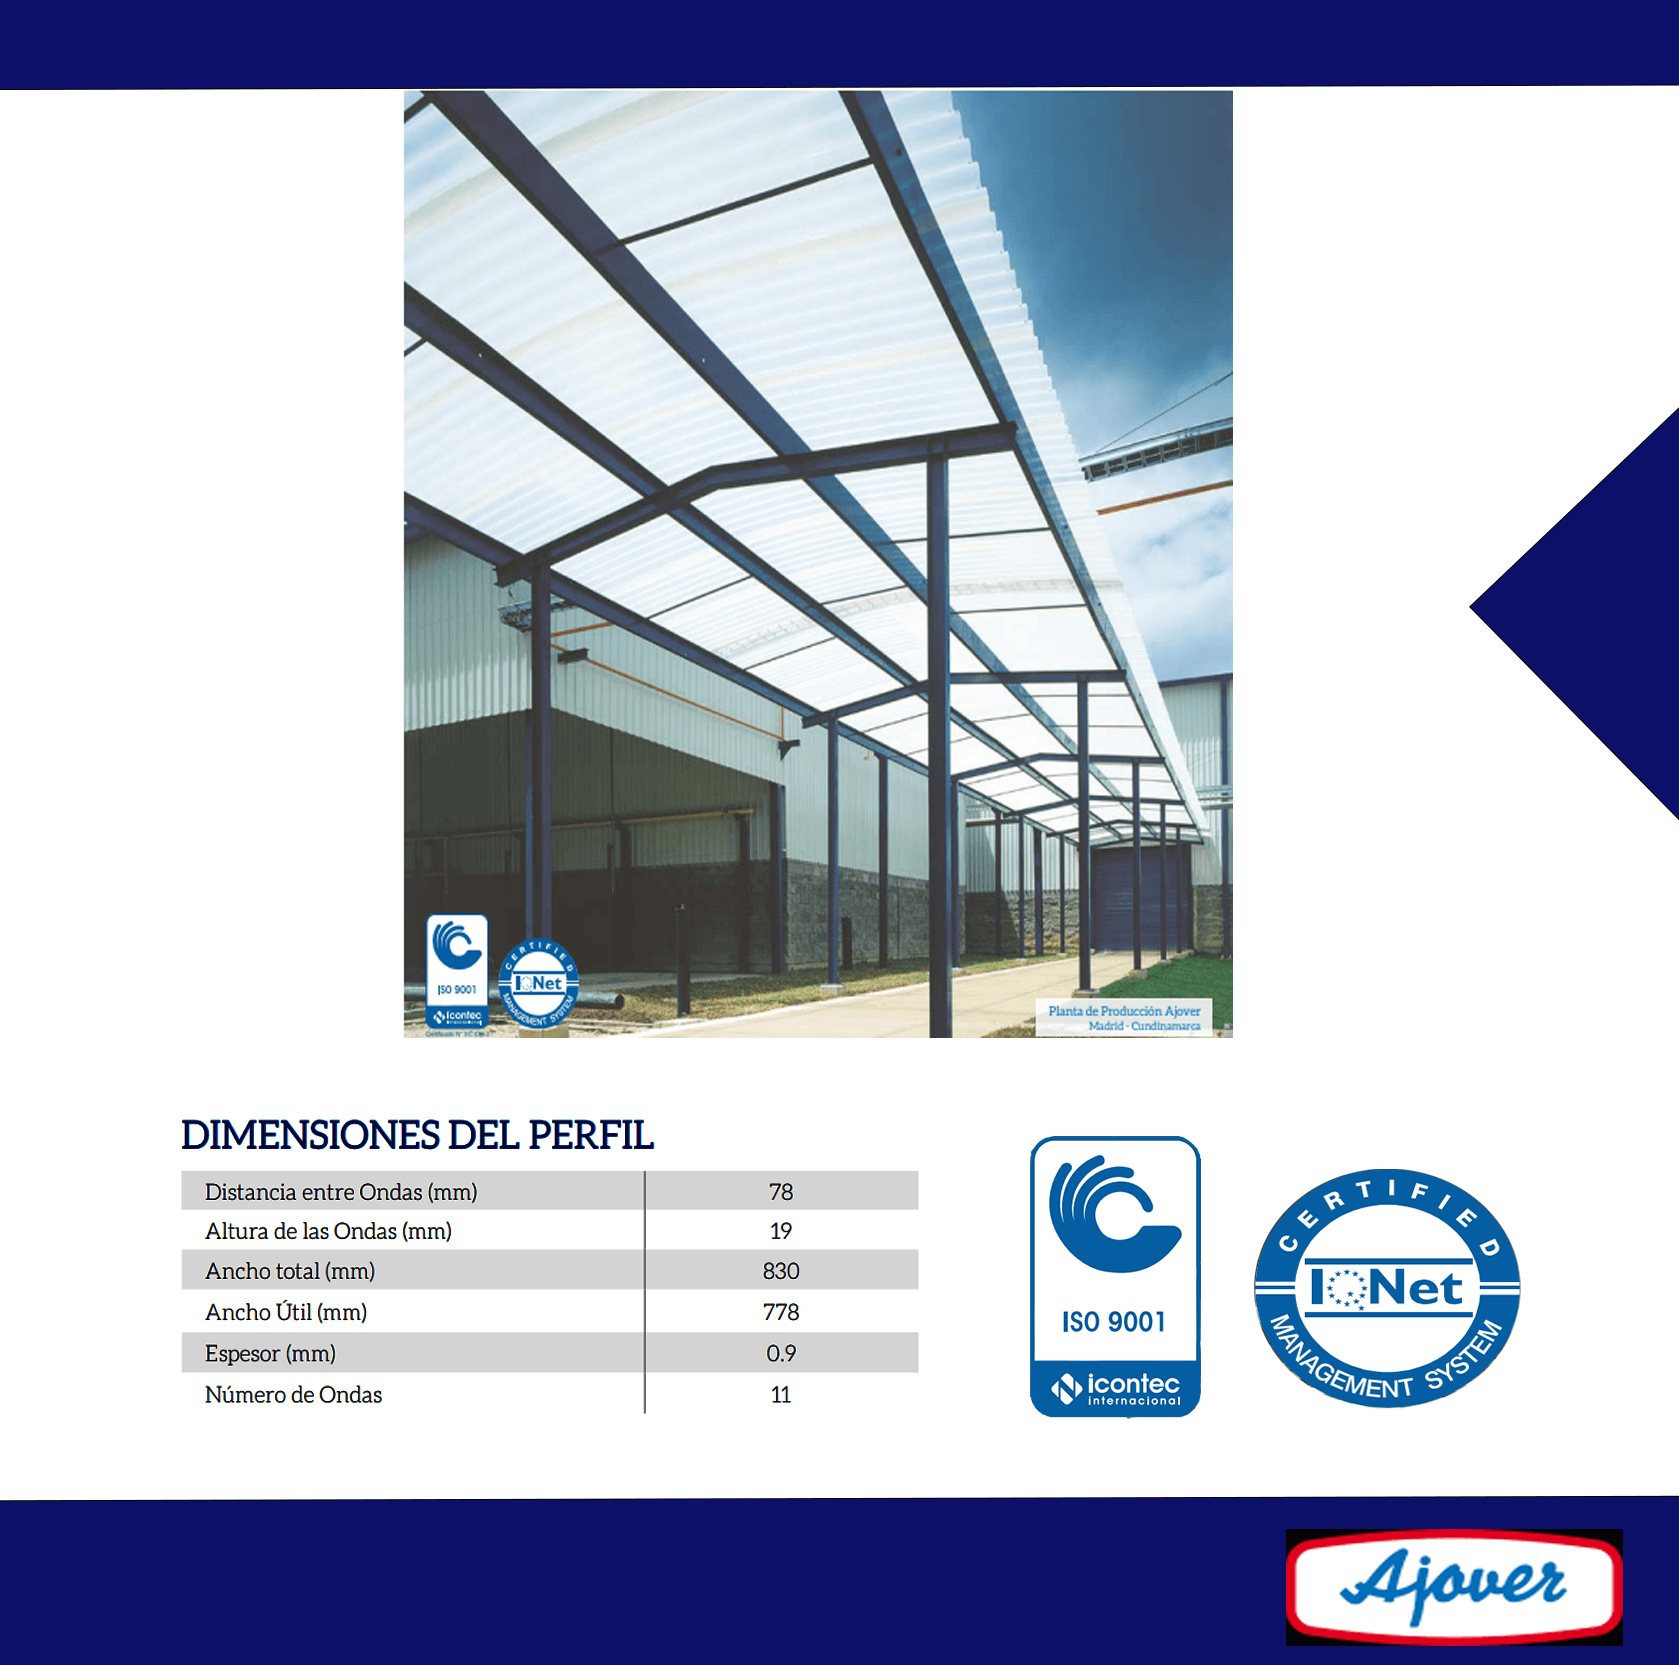 ISO 9001
icontec
internacional
CERTIFIED
IQNet
MANAGEMENT SYSTEM
Planta de Producción Ajover
Madrid - Cundinamarca
DIMENSIONES DEL PERFIL
Distancia entre Ondas (mm) 78
Altura de las Ondas (mm) 19
Ancho total (mm) 830
Ancho Útil (mm) 778
Espesor (mm) 0.9
Número de Ondas 11
ISO 9001
icontec
internacional
CERTIFIED
IQNet
MANAGEMENT SYSTEM
Ajover